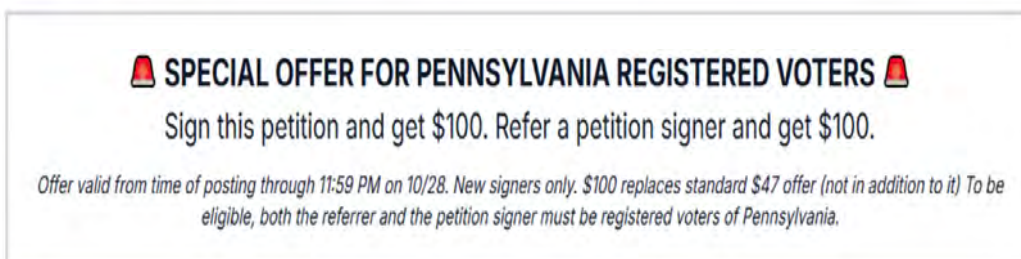 🚨 SPECIAL OFFER FOR PENNSYLVANIA REGISTERED VOTERS 🚨
Sign this petition and get $100. Refer a petition signer and get $100.
Offer valid from time of posting through 11:59 PM on 10/28. New signers only. $100 replaces standard $47 offer (not in addition to it) To be
eligible, both the referrer and the petition signer must be registered voters of Pennsylvania.